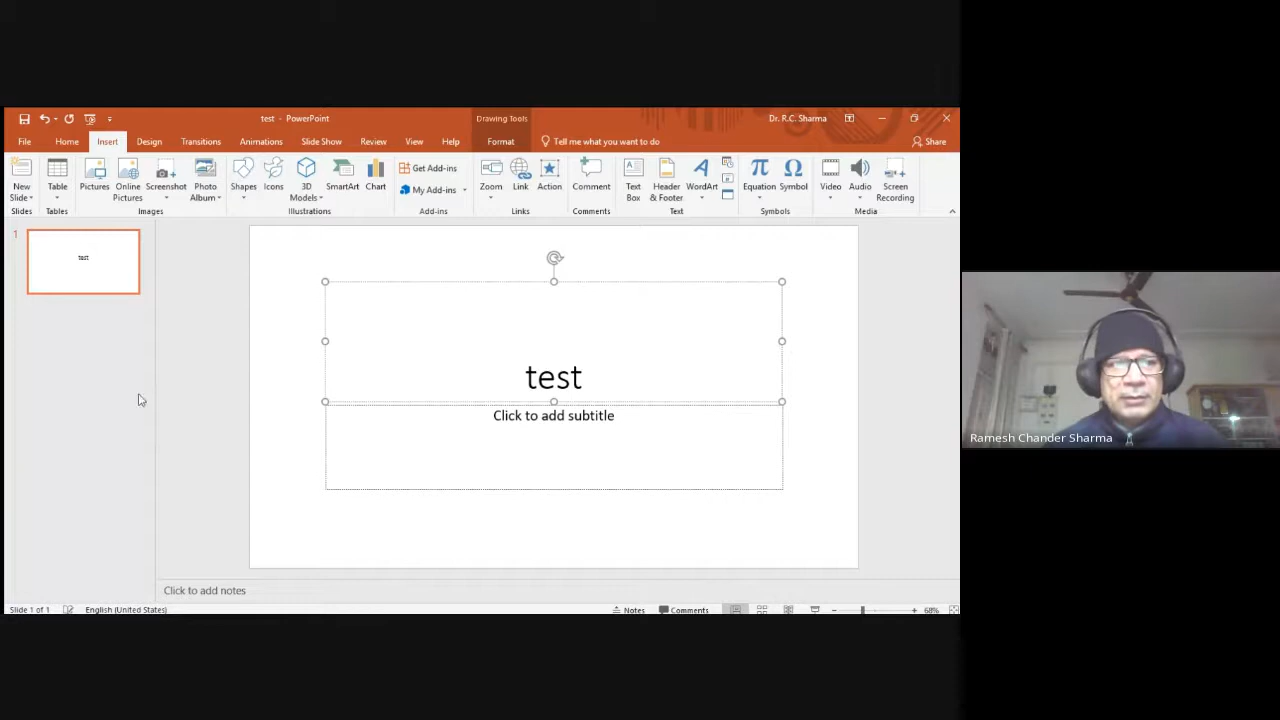 test - PowerPoint
Drawing Tools
Dr. R.C. Sharma
File Home Insert Design Transitions Animations Slide Show Review View Help Format Tell me what you want to do Share
New Slide
Table
Pictures
Online Pictures
Screenshot
Photo Album
Shapes
Icons
3D Models
SmartArt
Chart
Get Add-ins
My Add-ins
Zoom
Link
Action
Comment
Text Box
Header & Footer
WordArt
Equation
Symbol
Video
Audio
Screen Recording
Slides Tables Images Illustrations Add-ins Links Comments Text Symbols Media
1
test
test
Click to add subtitle
Click to add notes
Slide 1 of 1 English (United States) Notes Comments 68%
Ramesh Chander Sharma